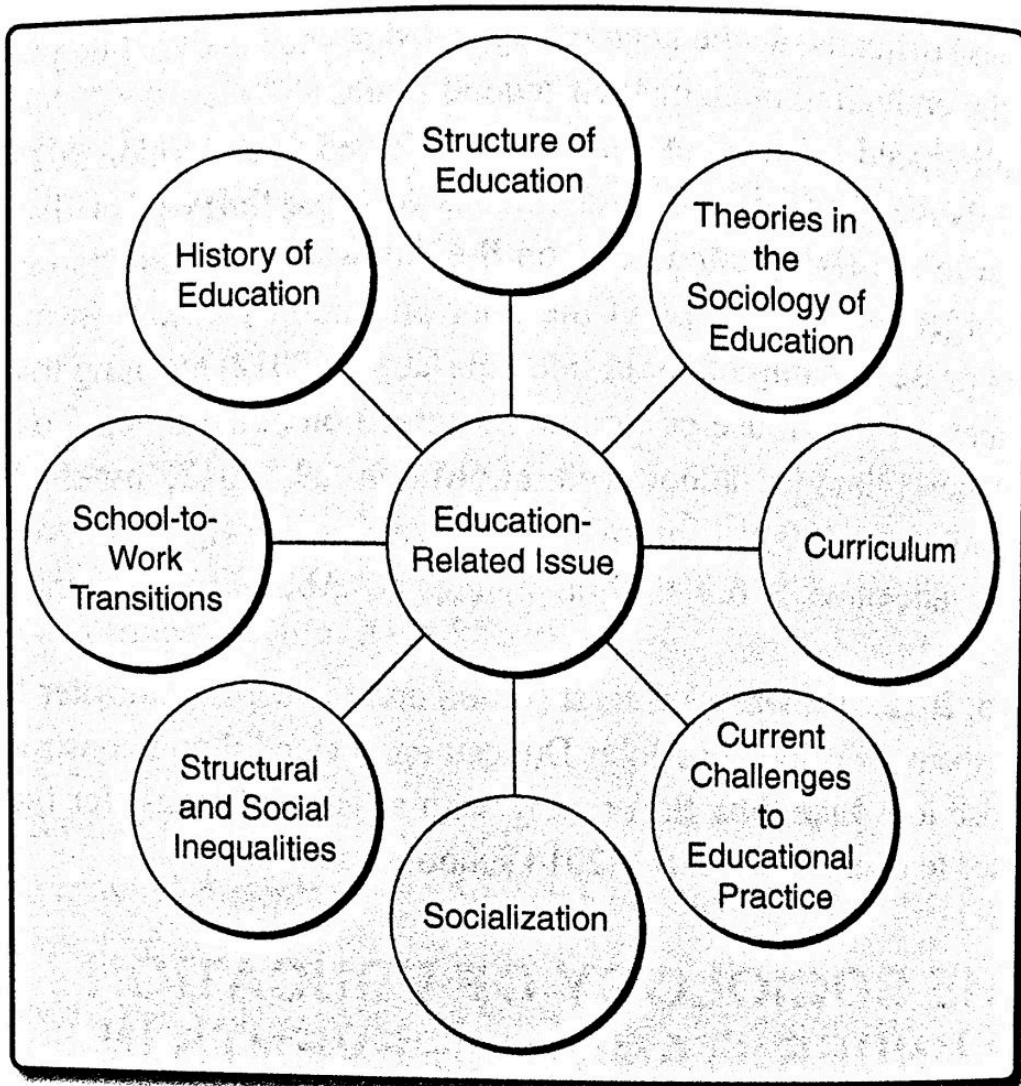 Structure of
Education
Theories in
the
Sociology of
Education
History of
Education
School-to-
Work
Transitions
Education-
Related Issue
Curriculum
Structural
and Social
Inequalities
Current
Challenges
to
Educational
Practice
Socialization